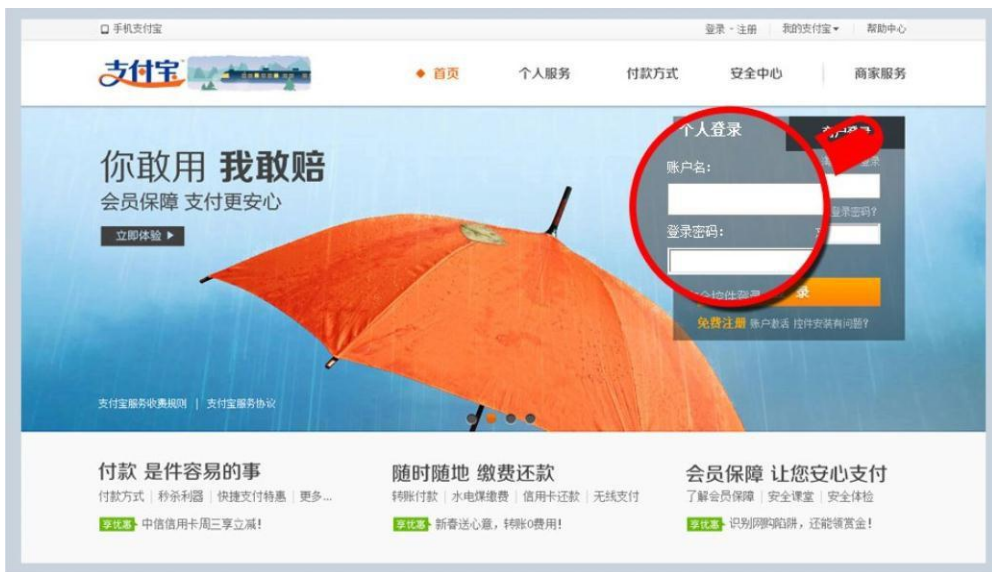 手机支付宝
登录 - 注册 我的支付宝 帮助中心
支付宝
首页 个人服务 付款方式 安全中心 商家服务
你敢用 我敢赔
会员保障 支付更安心
立即体验
个人登录
账户名:
登录
登录密码?
登录密码:
录
免费注册 账户激活 控件安装有问题?
支付宝服务收费规则 | 支付宝服务协议
付款 是件容易的事
付款方式 | 秒杀利器 | 快捷支付特惠 | 更多...
享优惠 中信信用卡周三享立减!
随时随地 缴费还款
转账付款 | 水电煤缴费 | 信用卡还款 | 无线支付
享优惠 新春送心意，转账0费用!
会员保障 让您安心支付
了解会员保障 | 安全课堂 | 安全体检
享优惠 识别网购陷阱，还能领赏金!